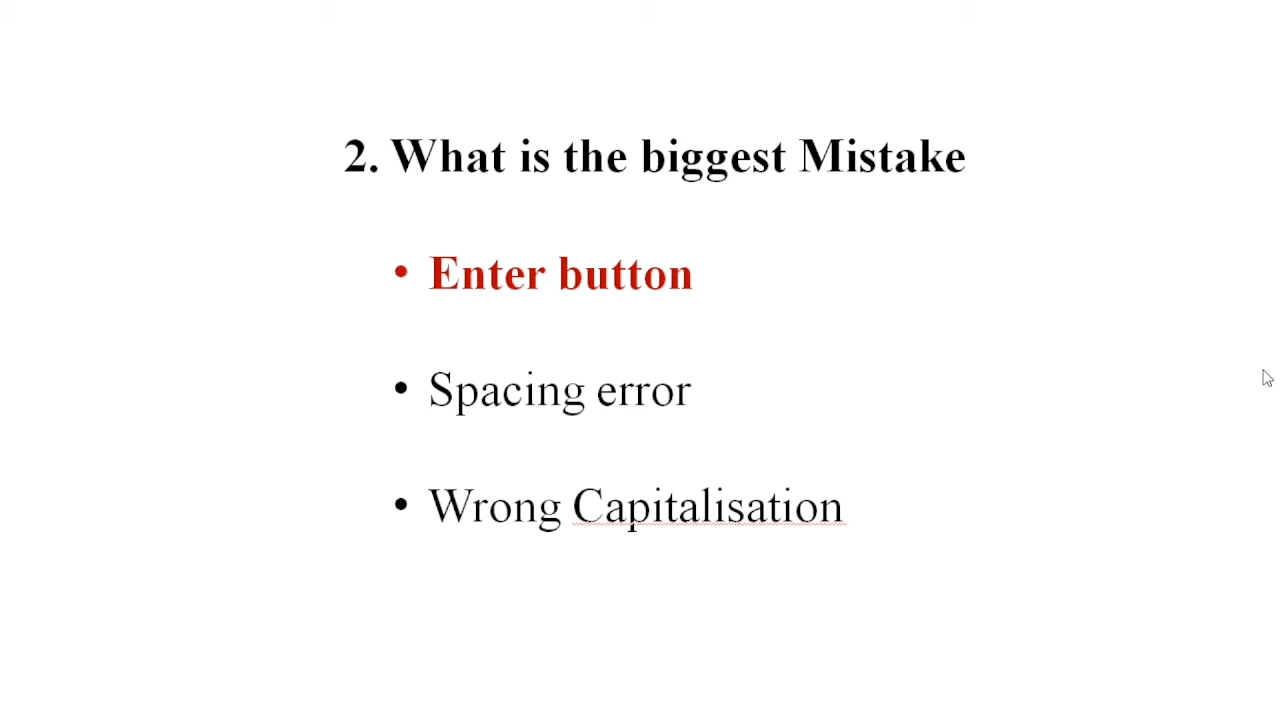 2. What is the biggest Mistake
• Enter button
• Spacing error
• Wrong Capitalisation